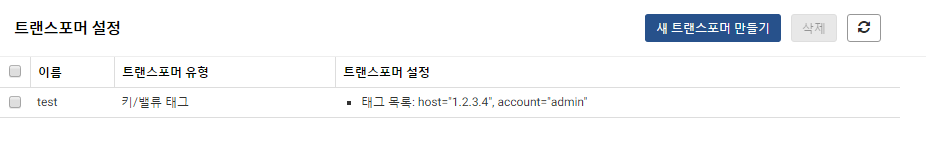 트랜스포머 설정
새 트랜스포머 만들기 삭제
이름 트랜스포머 유형 트랜스포머 설정
test 키/밸류 태그 ▪ 태그 목록: host="1.2.3.4", account="admin"